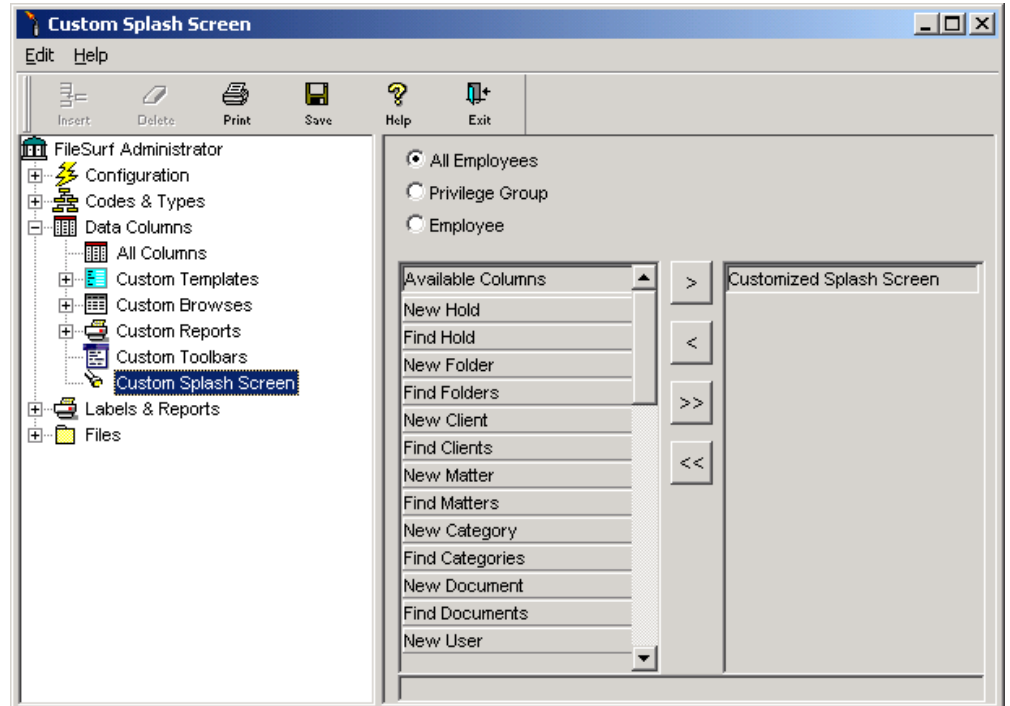 Custom Splash Screen
Edit Help
Insert Delete Print Save Help Exit
FileSurf Administrator
Configuration
Codes & Types
Data Columns
All Columns
Custom Templates
Custom Browses
Custom Reports
Custom Toolbars
Custom Splash Screen
Labels & Reports
Files
All Employees
Privilege Group
Employee
Available Columns
New Hold
Find Hold
New Folder
Find Folders
New Client
Find Clients
New Matter
Find Matters
New Category
Find Categories
New Document
Find Documents
New User
>
<
>>
<<
Customized Splash Screen